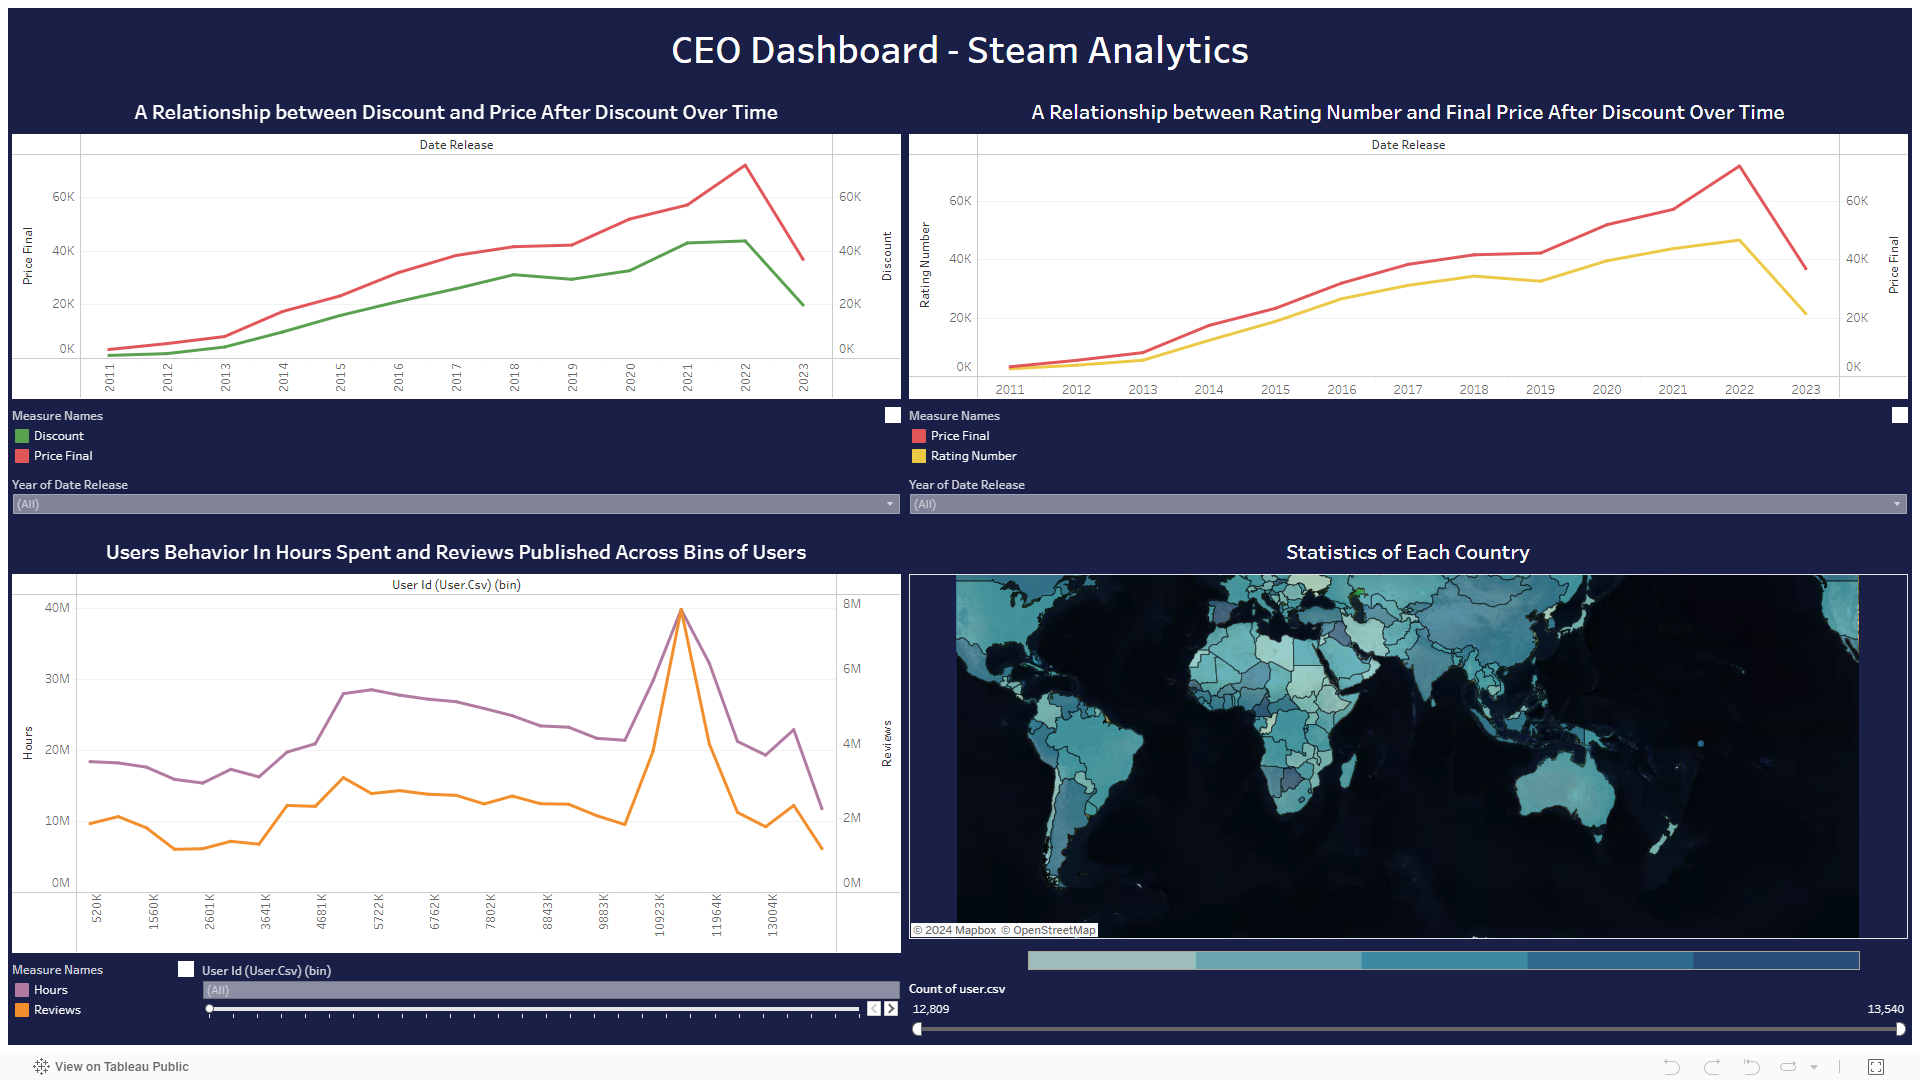 CEO Dashboard - Steam Analytics
A Relationship between Discount and Price After Discount Over Time
Date Release
Price Final
60K
40K
20K
0K
60K
40K
20K
0K
Discount
2011 2012 2013 2014 2015 2016 2017 2018 2019 2020 2021 2022 2023
Measure Names
Discount
Price Final
Year of Date Release
(All)
A Relationship between Rating Number and Final Price After Discount Over Time
Date Release
Rating Number
60K
40K
20K
0K
60K
40K
20K
0K
Price Final
2011 2012 2013 2014 2015 2016 2017 2018 2019 2020 2021 2022 2023
Measure Names
Price Final
Rating Number
Year of Date Release
(All)
Users Behavior In Hours Spent and Reviews Published Across Bins of Users
User Id (User.Csv) (bin)
Hours
40M
30M
20M
10M
0M
8M
6M
4M
2M
0M
Reviews
520K 1560K 2601K 3641K 4681K 5722K 6762K 7802K 8843K 9883K 10923K 11964K 13004K
Measure Names
Hours
Reviews
User Id (User.Csv) (bin)
(All)
Statistics of Each Country
© 2024 Mapbox © OpenStreetMap
Count of user.csv
12,809 13,540
View on Tableau Public